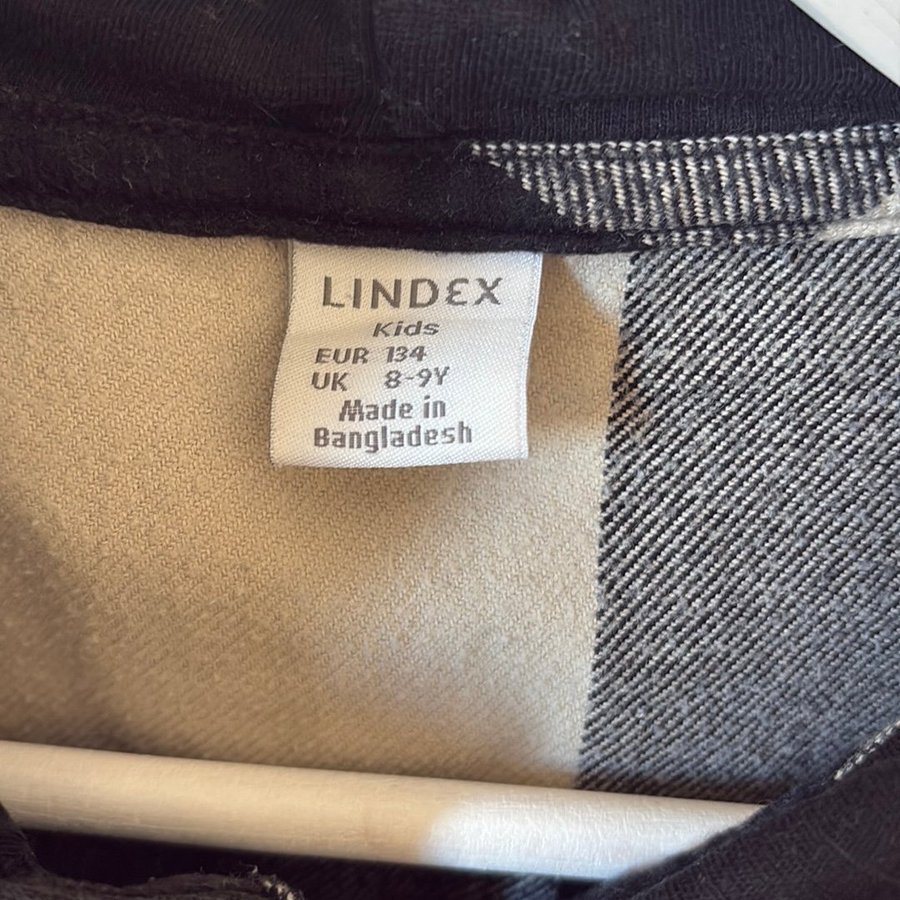 LINDEX
Kids
EUR 134
UK 8-9Y
Made in
Bangladesh